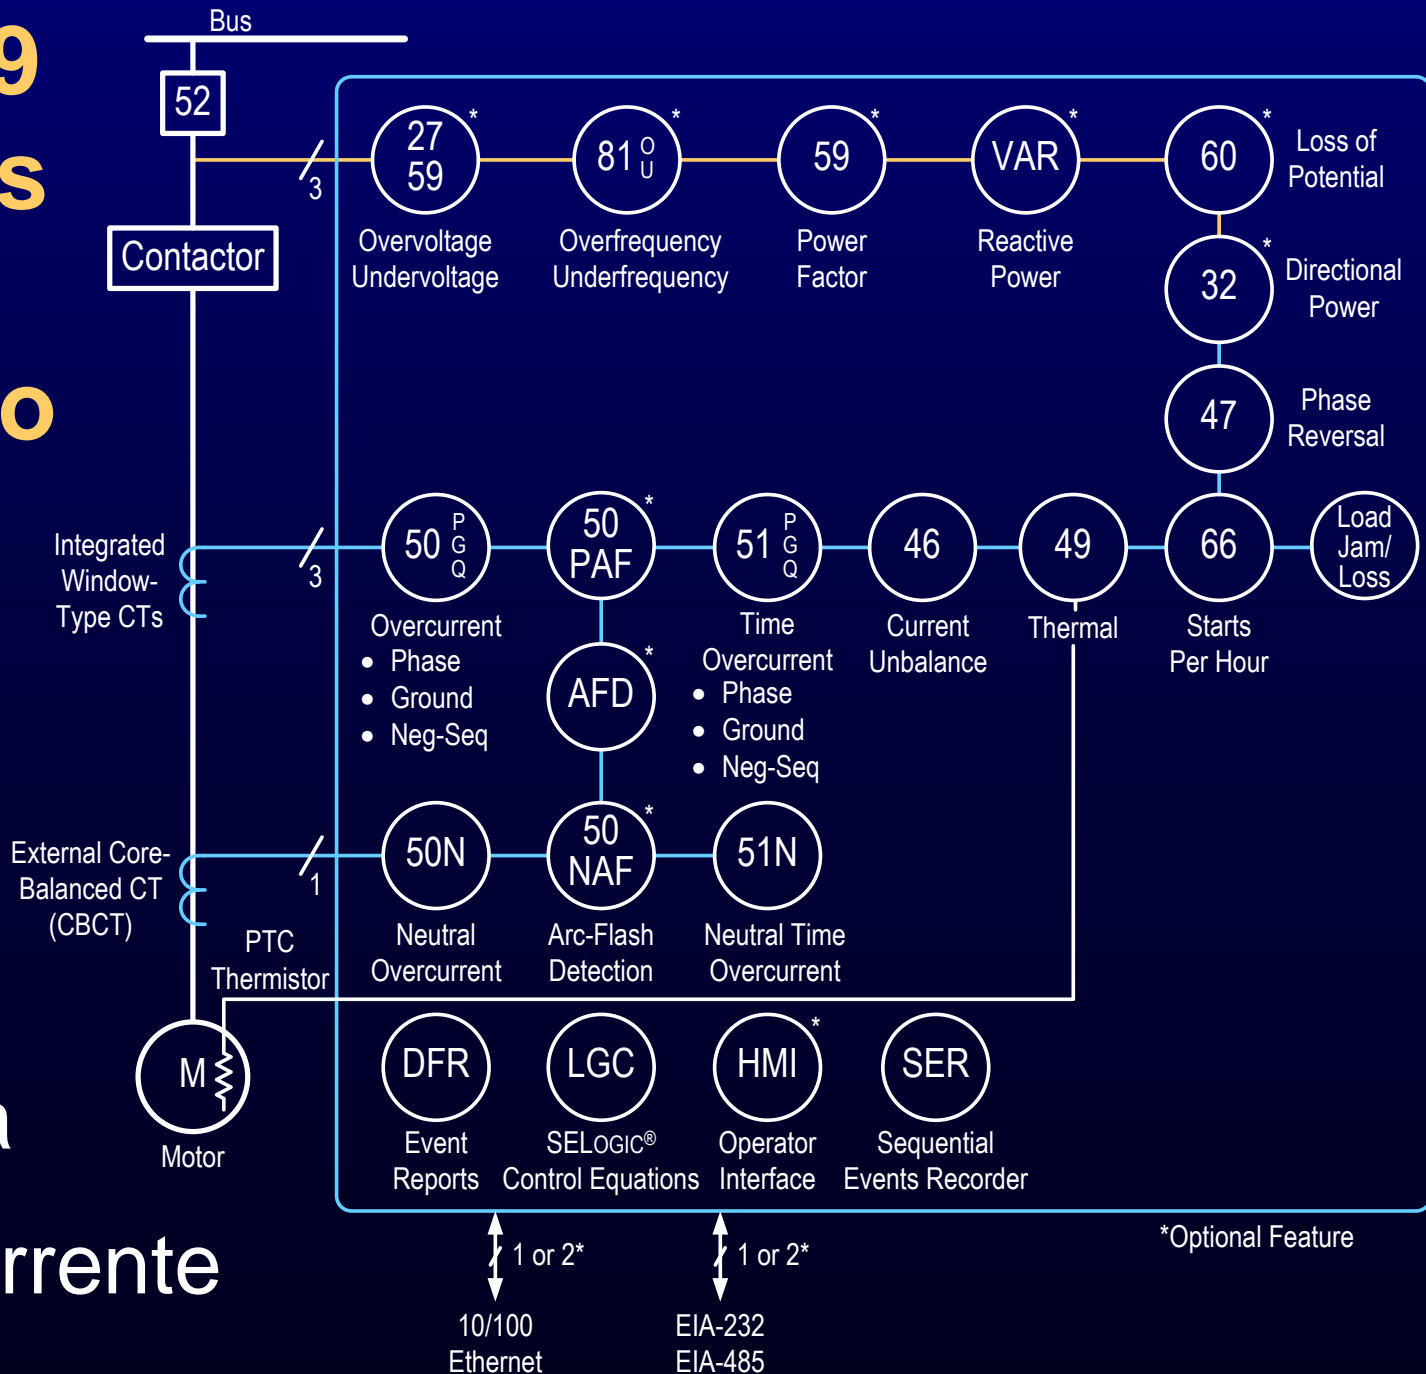 9
s
o
a
rrente
Bus
52
3
27
59
*
Overvoltage
Undervoltage
81 O
U
*
Overfrequency
Underfrequency
59
*
Power
Factor
VAR
*
Reactive
Power
60
*
Loss of
Potential
Contactor
32
*
Directional
Power
47
Phase
Reversal
Integrated
Window-
Type CTs
3
50 P
G
Q
Overcurrent
• Phase
• Ground
• Neg-Seq
50
PAF
*
AFD
*
51 P
G
Q
Time
Overcurrent
• Phase
• Ground
• Neg-Seq
46
Current
Unbalance
49
Thermal
66
Starts
Per Hour
Load
Jam/
Loss
External Core-
Balanced CT
(CBCT)
1
50N
Neutral
Overcurrent
50
NAF
*
Arc-Flash
Detection
51N
Neutral Time
Overcurrent
PTC
Thermistor
M
Motor
DFR
Event
Reports
LGC
SELOGIC®
Control Equations
HMI
*
Operator
Interface
SER
Sequential
Events Recorder
1 or 2*
10/100
Ethernet
1 or 2*
EIA-232
EIA-485
*Optional Feature